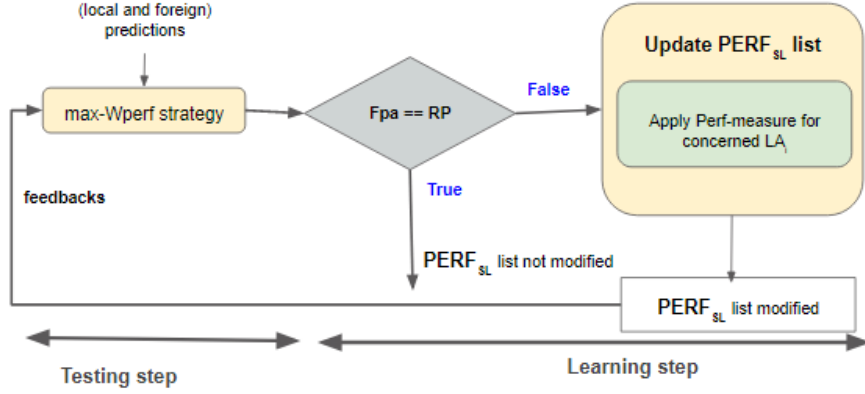 (local and foreign)
predictions
max-Wperf strategy
Fpa == RP
False
True
Update PERF_SL list
Apply Perf-measure for
concerned LA_i
feedbacks
PERF_SL list not modified
PERF_SL list modified
Testing step
Learning step